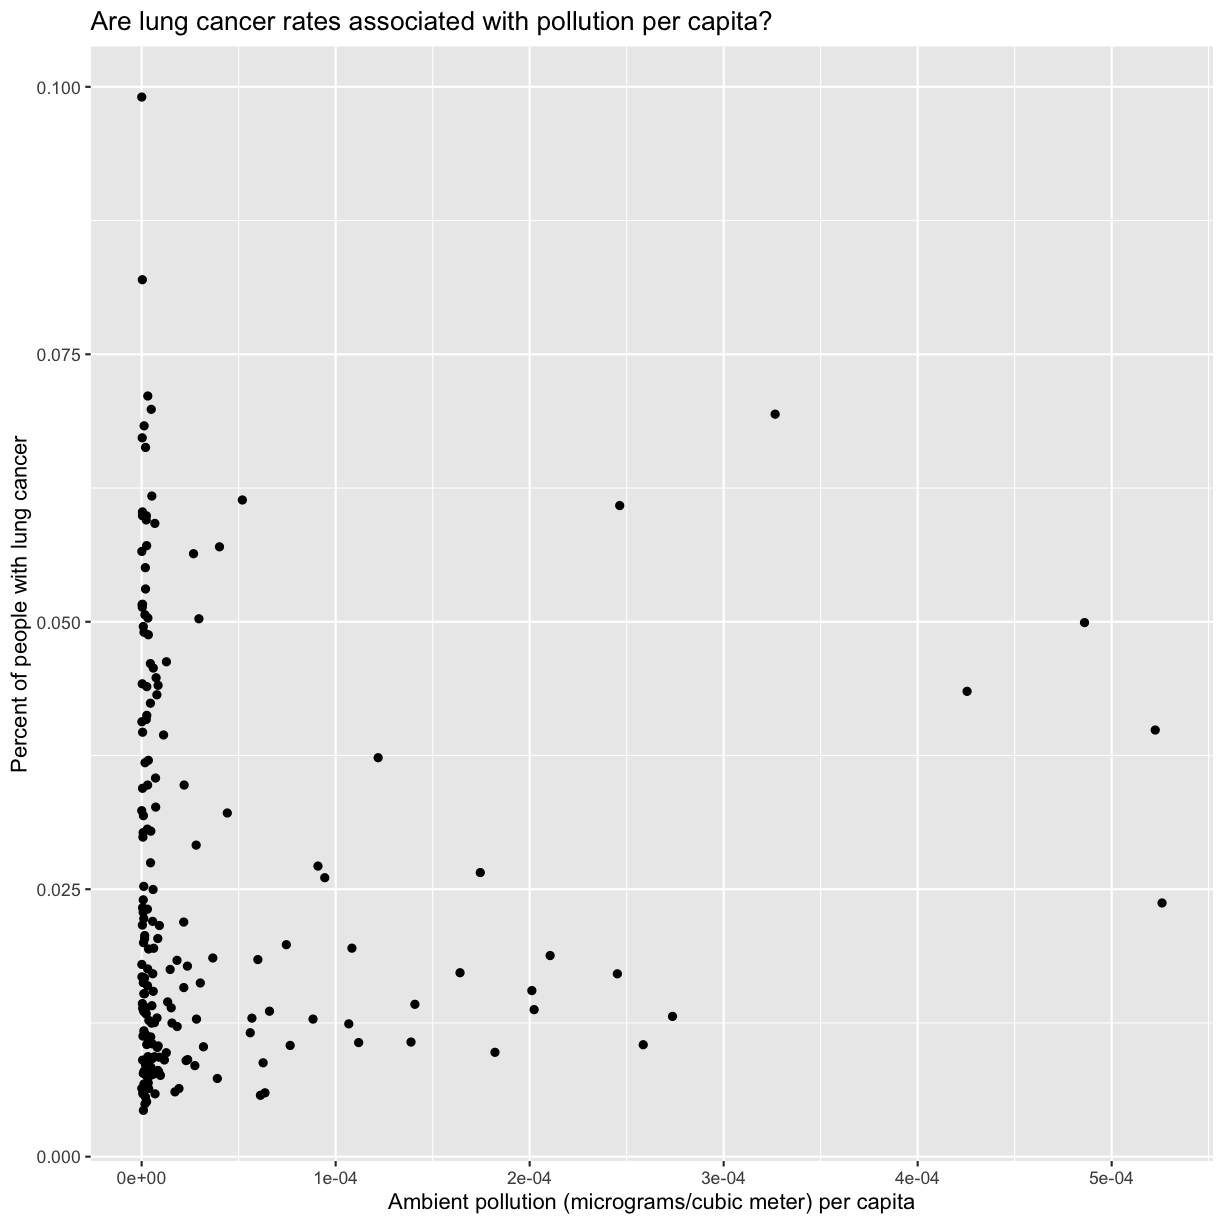 Are lung cancer rates associated with pollution per capita?
0.100
0.075
0.050
0.025
0.000
Percent of people with lung cancer
0e+00 1e-04 2e-04 3e-04 4e-04 5e-04
Ambient pollution (micrograms/cubic meter) per capita